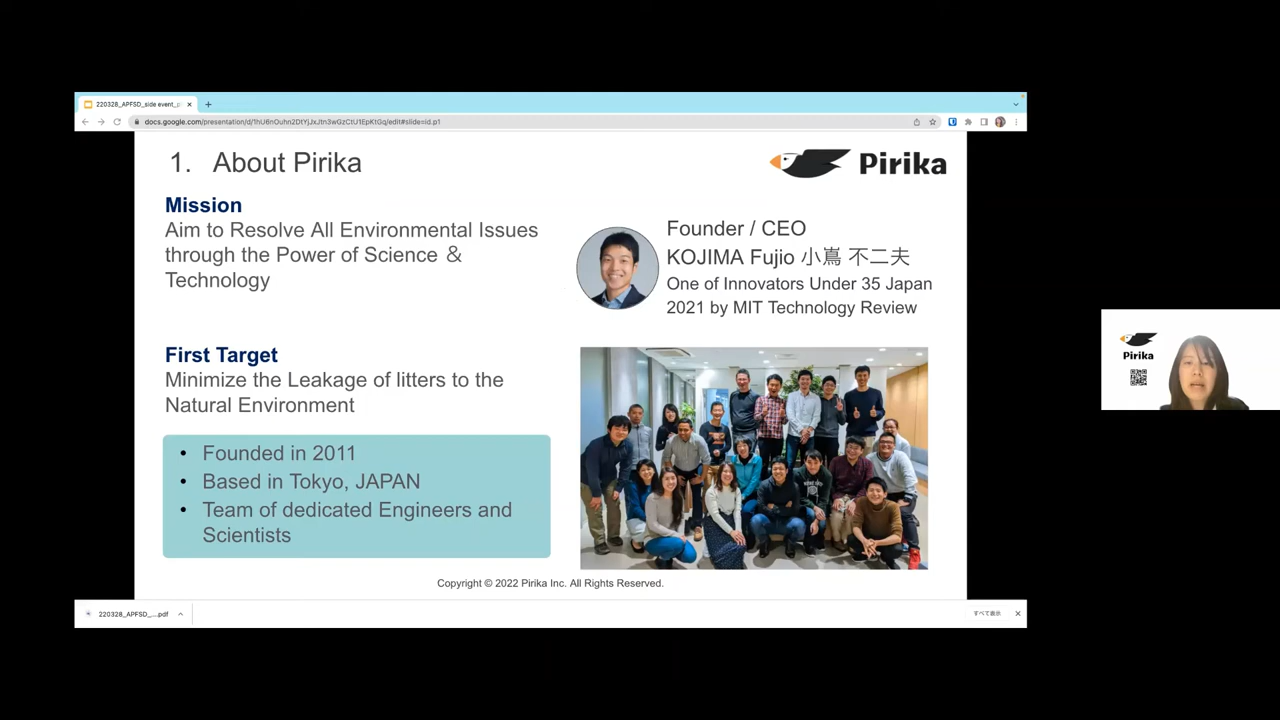 220328_APFSD_side event_p
docs.google.com/presentation/d/1hU6nOuhn2DtYjJxJtn3wGzCtU1EpKtGq/edit#slide=id.p1
1. About Pirika
Pirika
Mission
Aim to Resolve All Environmental Issues
through the Power of Science ＆
Technology
Founder / CEO
KOJIMA Fujio 小嶌 不二夫
One of Innovators Under 35 Japan
2021 by MIT Technology Review
First Target
Minimize the Leakage of litters to the
Natural Environment
• Founded in 2011
• Based in Tokyo, JAPAN
• Team of dedicated Engineers and
Scientists
Copyright © 2022 Pirika Inc. All Rights Reserved.
220328_APFSD_....pdf
すべて表示
Pirika